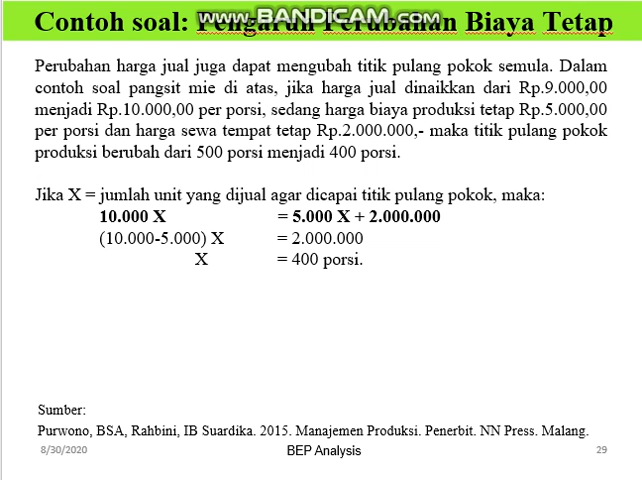 www.BANDICAM.com
Contoh soal: Pengaruh Perubahan Biaya Tetap
Perubahan harga jual juga dapat mengubah titik pulang pokok semula. Dalam
contoh soal pangsit mie di atas, jika harga jual dinaikkan dari Rp.9.000,00
menjadi Rp.10.000,00 per porsi, sedang harga biaya produksi tetap Rp.5.000,00
per porsi dan harga sewa tempat tetap Rp.2.000.000,- maka titik pulang pokok
produksi berubah dari 500 porsi menjadi 400 porsi.
Jika X = jumlah unit yang dijual agar dicapai titik pulang pokok, maka:
10.000 X = 5.000 X + 2.000.000
(10.000-5.000) X = 2.000.000
X = 400 porsi.
Sumber:
Purwono, BSA, Rahbini, IB Suardika. 2015. Manajemen Produksi. Penerbit. NN Press. Malang.
8/30/2020 BEP Analysis 29